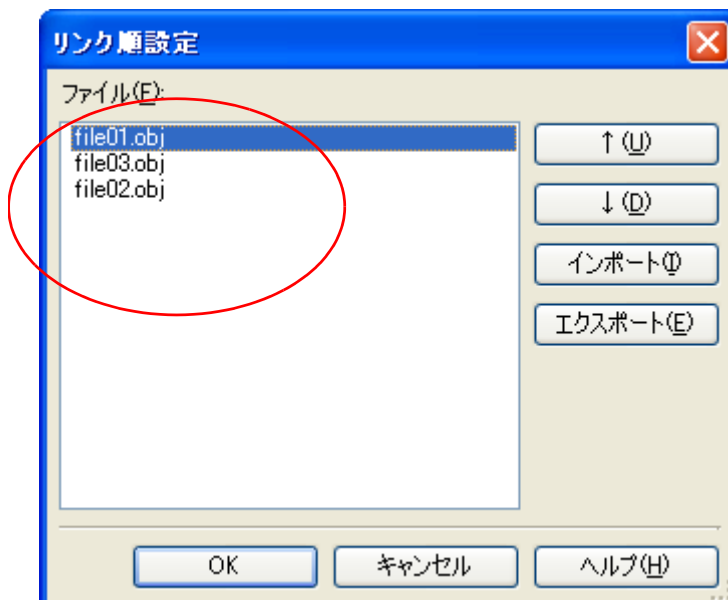 リンク順設定
ファイル(F):
file01.obj
file03.obj
file02.obj
↑(U)
↓(D)
インポート(I)
エクスポート(E)
OK
キャンセル
ヘルプ(H)